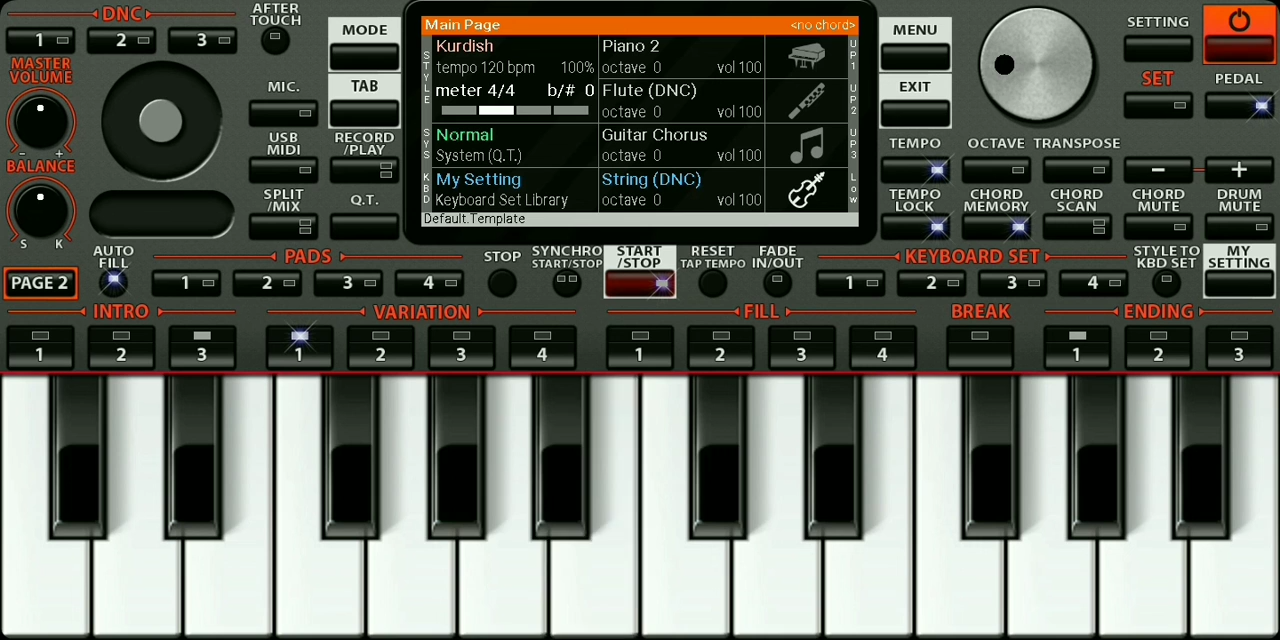 DNC
1 2 3
MASTER
VOLUME
- +
BALANCE
S K
AFTER
TOUCH
MIC.
USB
MIDI
SPLIT
/MIX
MODE
TAB
RECORD
/PLAY
Q.T.
Main Page <no chord>
STYLE
Kurdish
tempo 120 bpm 100%
meter 4/4 b/# 0
SYS
Normal
System (Q.T.)
KBD
My Setting
Keyboard Set Library
Piano 2
octave 0 vol 100
UP1
Flute (DNC)
octave 0 vol 100
UP2
Guitar Chorus
octave 0 vol 100
UP3
String (DNC)
octave 0 vol 100
Low
Default.Template
MENU
EXIT
SETTING
SET
PEDAL
TEMPO OCTAVE TRANSPOSE - +
TEMPO
LOCK
CHORD
MEMORY
CHORD
SCAN
CHORD
MUTE
DRUM
MUTE
PAGE 2
AUTO
FILL
PADS
1 2 3 4
STOP
SYNCHRO
START/STOP
START
/STOP
RESET
TAP TEMPO
FADE
IN/OUT
KEYBOARD SET
1 2 3 4
STYLE TO
KBD SET
MY
SETTING
INTRO
1 2 3
VARIATION
1 2 3 4
FILL
1 2 3 4
BREAK
ENDING
1 2 3